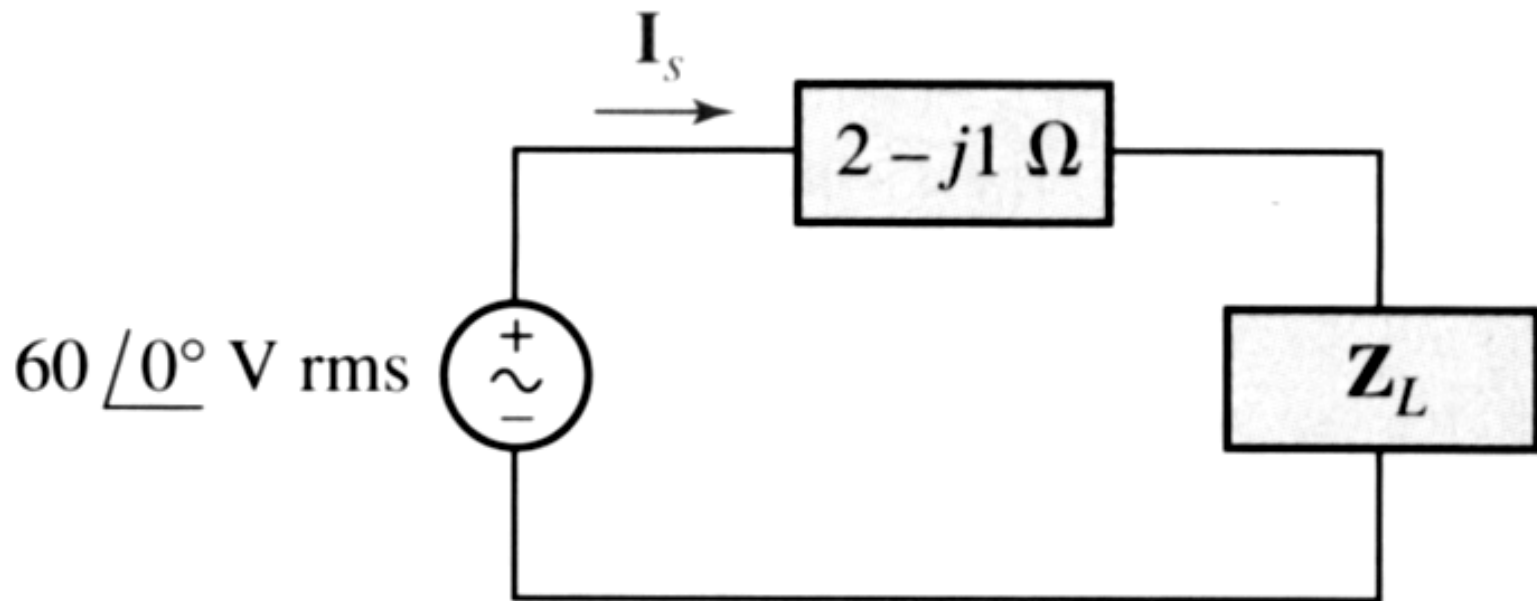 I_s
2 – j1 Ω
60 /0° V rms
+
~
–
Z_L